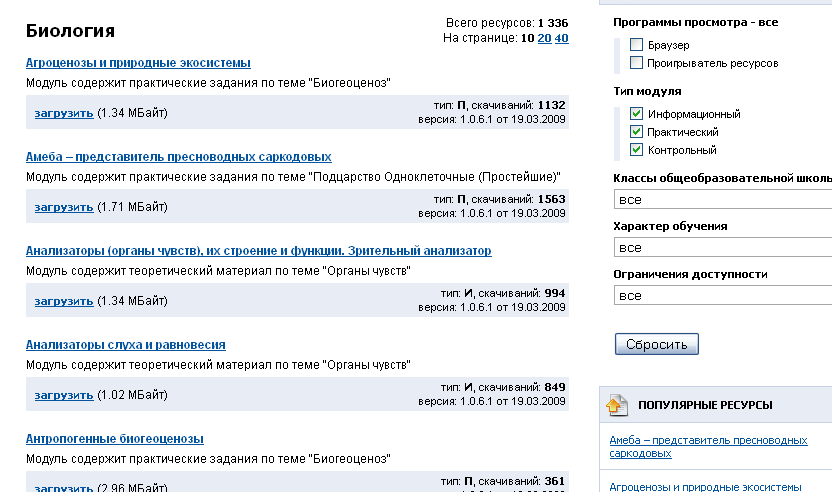 Биология
Всего ресурсов: 1 336
На странице: 10 20 40
Агроценозы и природные экосистемы
Модуль содержит практические задания по теме "Биогеоценоз"
загрузить (1.34 МБайт)
тип: П, скачиваний: 1132
версия: 1.0.6.1 от 19.03.2009
Амеба – представитель пресноводных саркодовых
Модуль содержит практические задания по теме "Подцарство Одноклеточные (Простейшие)"
загрузить (1.71 МБайт)
тип: П, скачиваний: 1563
версия: 1.0.6.1 от 19.03.2009
Анализаторы (органы чувств), их строение и функции. Зрительный анализатор
Модуль содержит теоретический материал по теме "Органы чувств"
загрузить (1.34 МБайт)
тип: И, скачиваний: 994
версия: 1.0.6.1 от 19.03.2009
Анализаторы слуха и равновесия
Модуль содержит теоретический материал по теме "Органы чувств"
загрузить (1.02 МБайт)
тип: И, скачиваний: 849
версия: 1.0.6.1 от 19.03.2009
Антропогенные биогеоценозы
Модуль содержит практические задания по теме "Биогеоценоз"
загрузить (2.96 МБайт)
тип: П, скачиваний: 361
Программы просмотра - все
Браузер
Проигрыватель ресурсов
Тип модуля
Информационный
Практический
Контрольный
Классы общеобразовательной школь
все
Характер обучения
все
Ограничения доступности
все
Сбросить
ПОПУЛЯРНЫЕ РЕСУРСЫ
Амеба – представитель пресноводных
саркодовых
Агроценозы и природные экосистемы